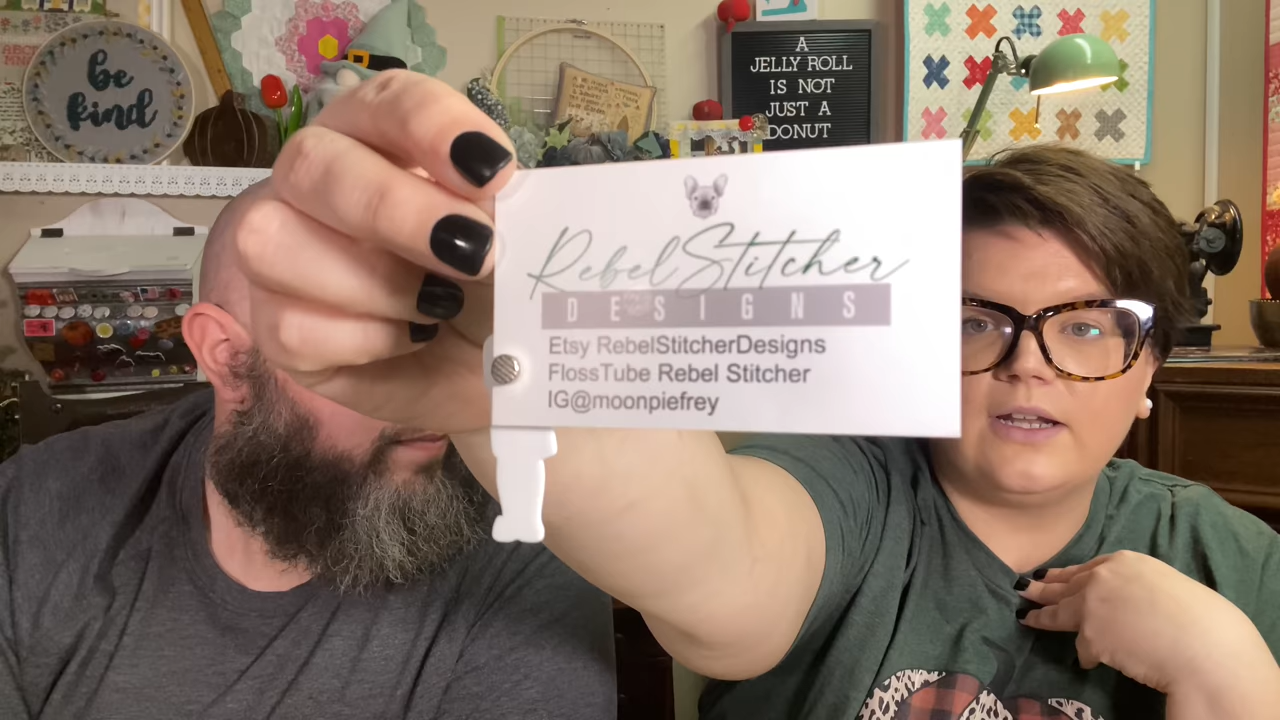 be
kind
A
JELLY ROLL
IS NOT
JUST A
DONUT
RebelStitcher
DESIGNS
Etsy RebelStitcherDesigns
FlossTube Rebel Stitcher
IG@moonpiefrey